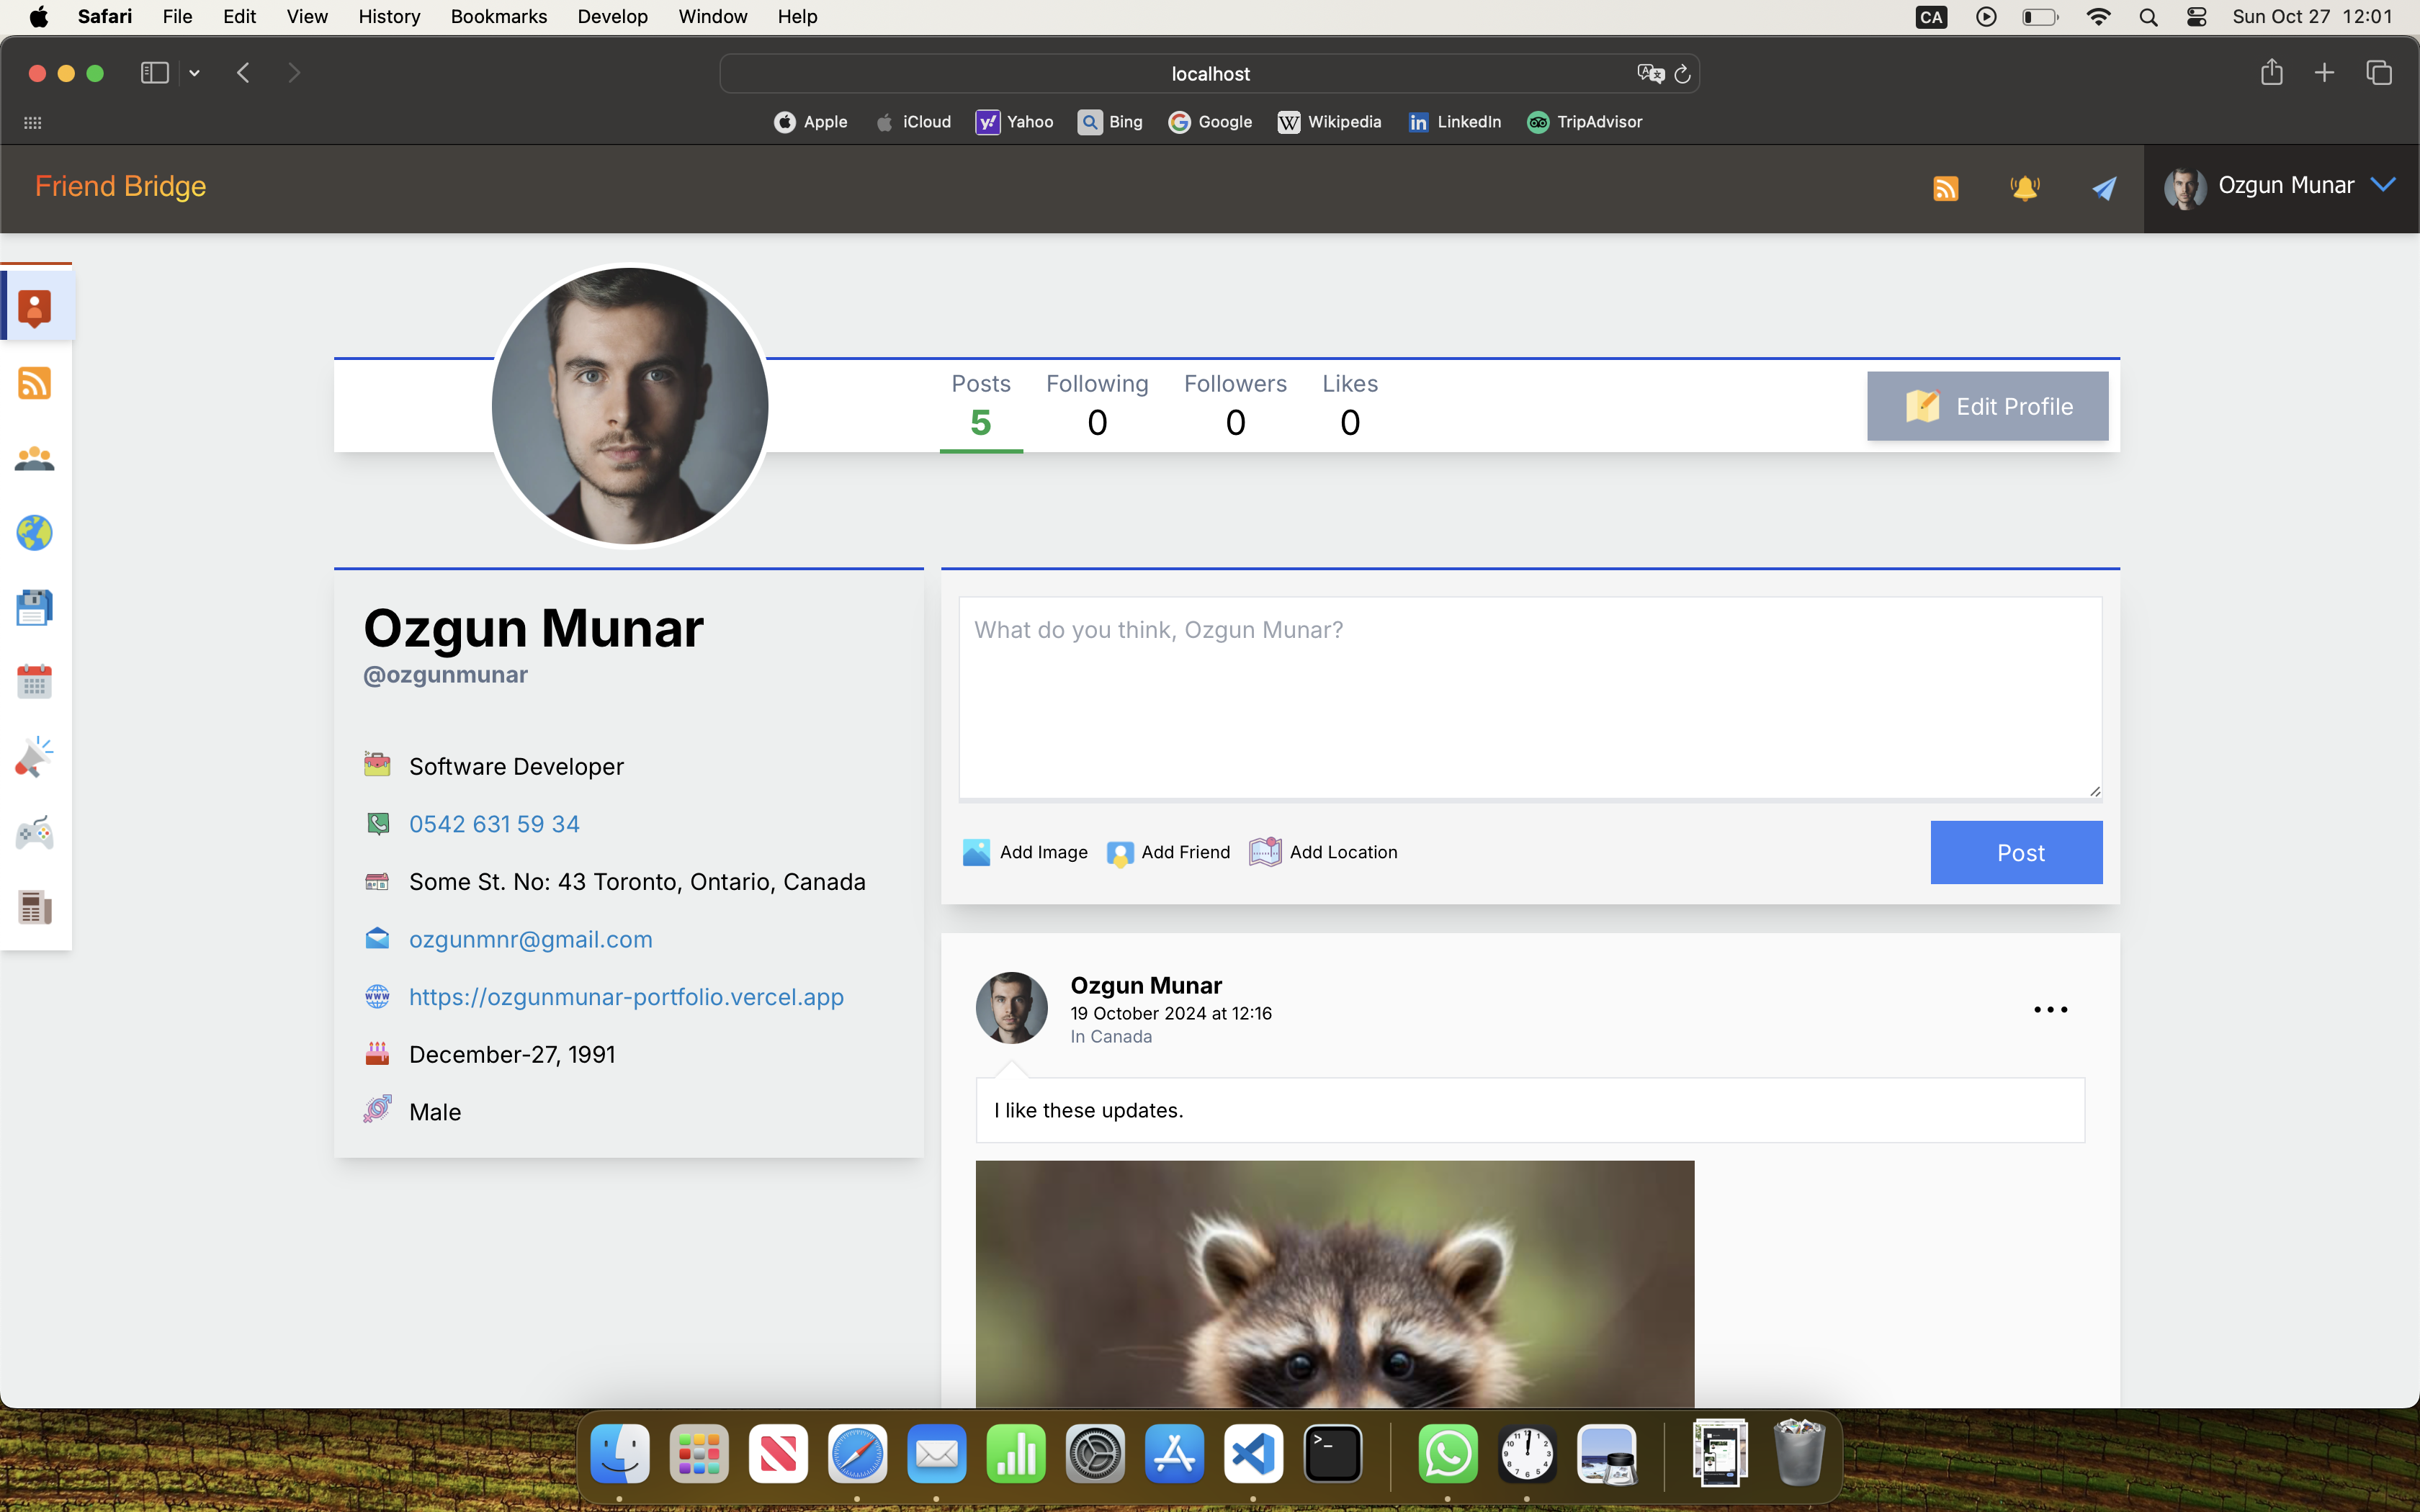 Safari File Edit View History Bookmarks Develop Window Help CA Sun Oct 27 12:01
localhost
Apple iCloud Yahoo Bing Google Wikipedia LinkedIn TripAdvisor
Friend Bridge
Ozgun Munar
Posts Following Followers Likes
5 0 0 0
Edit Profile
Ozgun Munar
@ozgunmunar
Software Developer
0542 631 59 34
Some St. No: 43 Toronto, Ontario, Canada
ozgunmnr@gmail.com
https://ozgunmunar-portfolio.vercel.app
December-27, 1991
Male
What do you think, Ozgun Munar?
Add Image Add Friend Add Location
Post
Ozgun Munar
19 October 2024 at 12:16
In Canada
I like these updates.